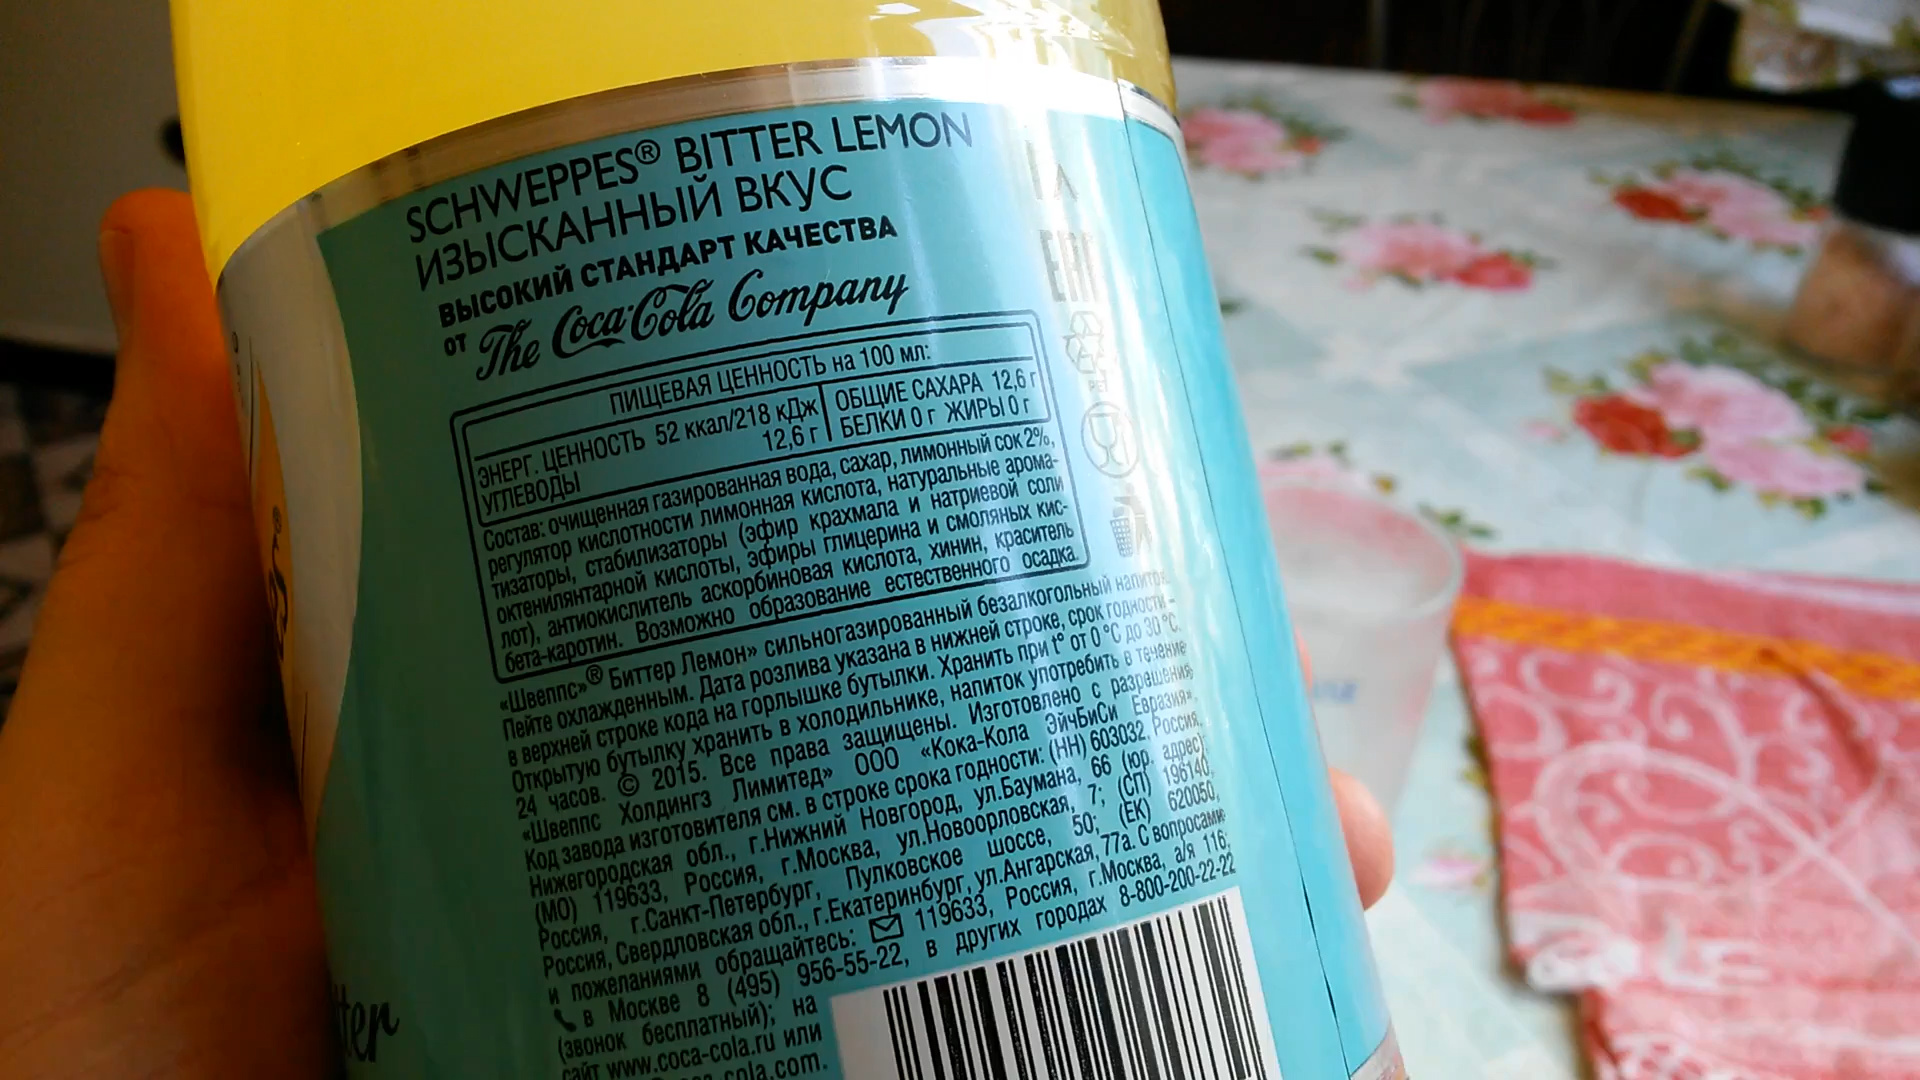 SCHWEPPES® BITTER LEMON
ИЗЫСКАННЫЙ ВКУС
ВЫСОКИЙ СТАНДАРТ КАЧЕСТВА
от The Coca-Cola Company
1 л
EAC
PET
ПИЩЕВАЯ ЦЕННОСТЬ на 100 мл:
ЭНЕРГ. ЦЕННОСТЬ 52 ккал/218 кДж
УГЛЕВОДЫ 12,6 г
ОБЩИЕ САХАРА 12,6 г
БЕЛКИ 0 г ЖИРЫ 0 г
Состав: очищенная газированная вода, сахар, лимонный сок 2%,
регулятор кислотности лимонная кислота, натуральные арома-
тизаторы, стабилизаторы (эфир крахмала и натриевой соли
октенилянтарной кислоты, эфиры глицерина и смоляных кис-
лот), антиокислитель аскорбиновая кислота, хинин, краситель
бета-каротин. Возможно образование естественного осадка.
«Швеппс»® Биттер Лемон» сильногазированный безалкогольный напиток.
Пейте охлажденным. Дата розлива указана в нижней строке, срок годности –
в верхней строке кода на горлышке бутылки. Хранить при t° от 0 °C до 30 °C.
Открытую бутылку хранить в холодильнике, напиток употребить в течение
24 часов. © 2015. Все права защищены. Изготовлено с разрешения
«Швеппс Холдингз Лимитед» ООО «Кока-Кола ЭйчБиСи Евразия».
Код завода изготовителя см. в строке срока годности: (НН) 603032, Россия,
Нижегородская обл., г.Нижний Новгород, ул.Баумана, 66 (юр. адрес);
(МО) 119633, Россия, г.Москва, ул.Новоорловская, 7; (СП) 196140,
Россия, г.Санкт-Петербург, Пулковское шоссе, 50; (ЕК) 620050,
Россия, Свердловская обл., г.Екатеринбург, ул.Ангарская, 77а. С вопросами
и пожеланиями обращайтесь: 119633, Россия, г.Москва, а/я 116;
в Москве 8 (495) 956-55-22, в других городах 8-800-200-22-22
(звонок бесплатный); на
сайт www.coca-cola.ru или